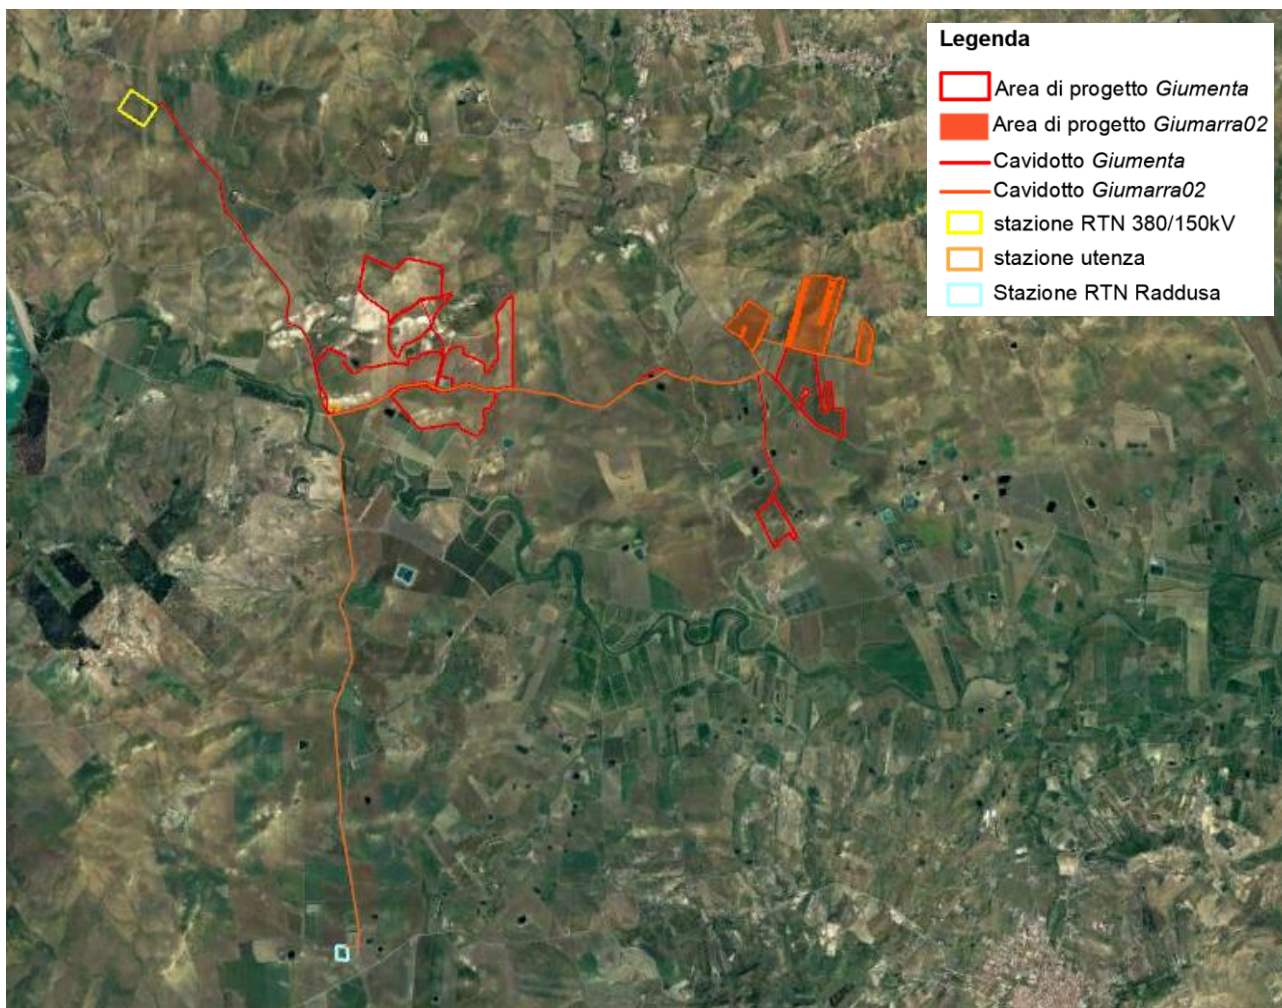 Legenda
Area di progetto Giumenta
Area di progetto Giumarra02
Cavidotto Giumenta
Cavidotto Giumarra02
stazione RTN 380/150kV
stazione utenza
Stazione RTN Raddusa